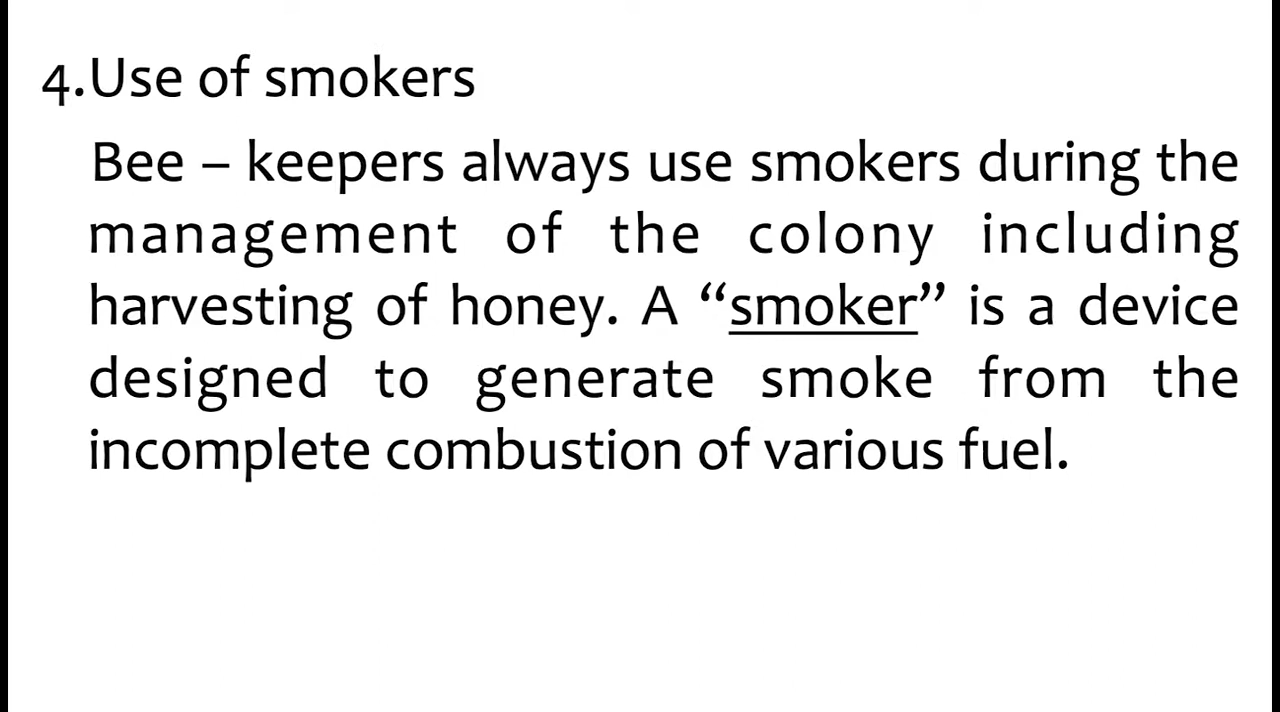 4.Use of smokers
Bee – keepers always use smokers during the
management of the colony including
harvesting of honey. A “smoker” is a device
designed to generate smoke from the
incomplete combustion of various fuel.